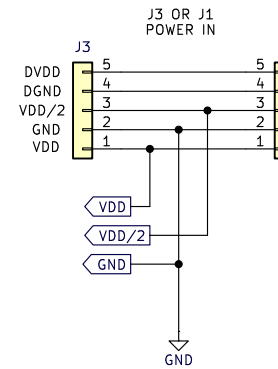 J3 OR J1
POWER IN
J3
DVDD 5 5
DGND 4 4
VDD/2 3 3
GND 2 2
VDD 1 1
VDD
VDD/2
GND
GND